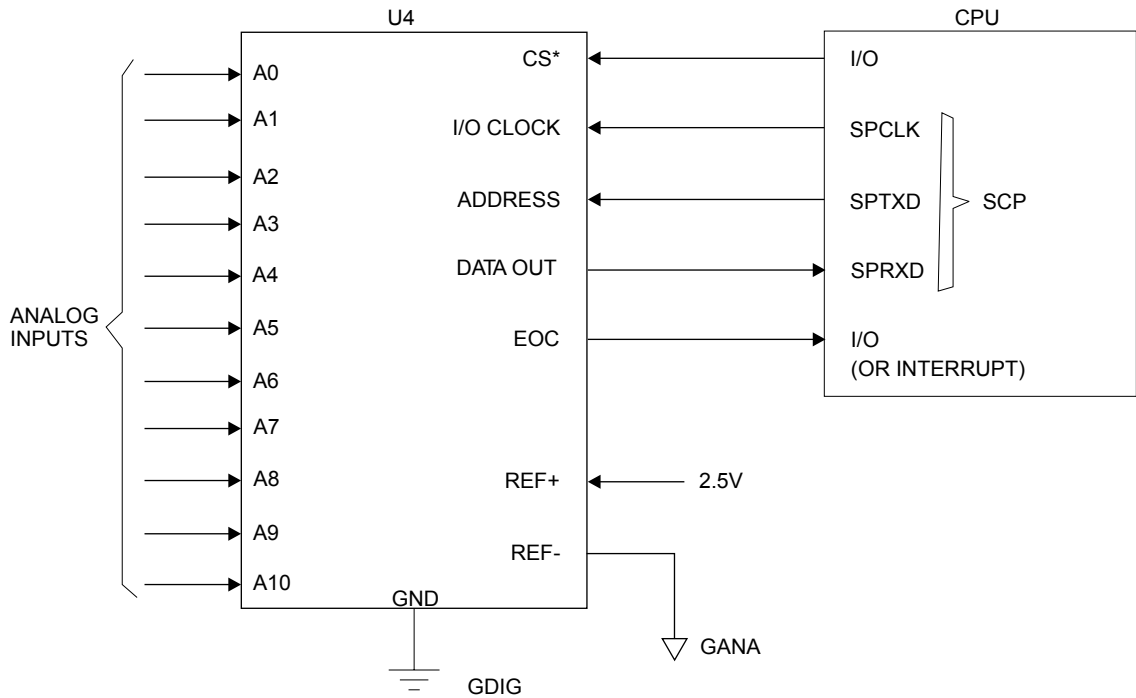 U4
CPU
ANALOG
INPUTS
A0
A1
A2
A3
A4
A5
A6
A7
A8
A9
A10
CS*
I/O CLOCK
ADDRESS
DATA OUT
EOC
REF+
REF-
GND
GDIG
2.5V
GANA
I/O
SPCLK
SPTXD
SPRXD
SCP
I/O
(OR INTERRUPT)